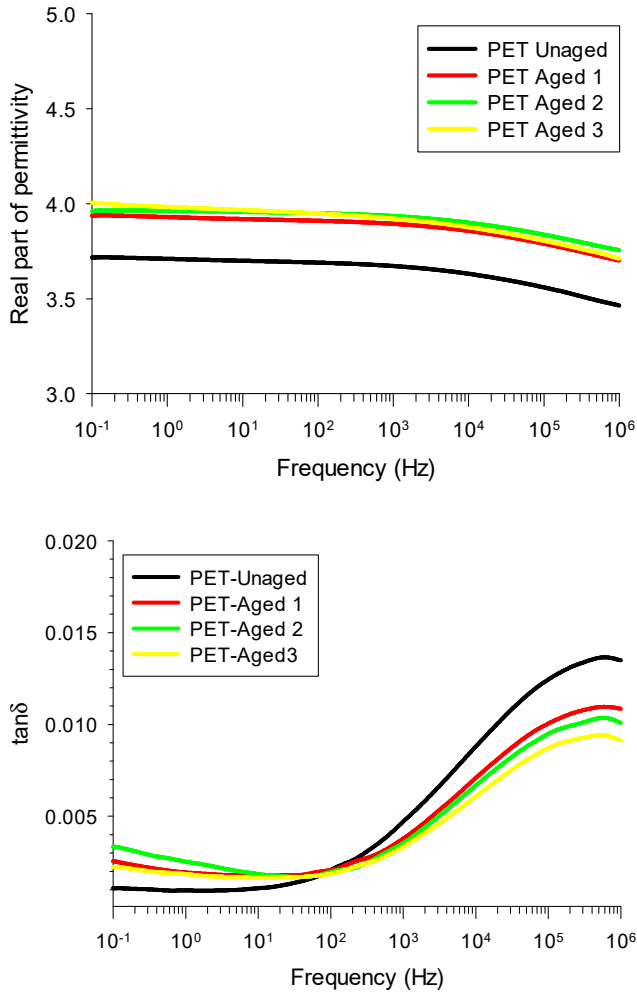 5.0
4.5
4.0
3.5
3.0
Real part of permittivity
PET Unaged
PET Aged 1
PET Aged 2
PET Aged 3
10⁻¹ 10⁰ 10¹ 10² 10³ 10⁴ 10⁵ 10⁶
Frequency (Hz)
0.020
0.015
0.010
0.005
tanδ
PET-Unaged
PET-Aged 1
PET-Aged 2
PET-Aged3
10⁻¹ 10⁰ 10¹ 10² 10³ 10⁴ 10⁵ 10⁶
Frequency (Hz)